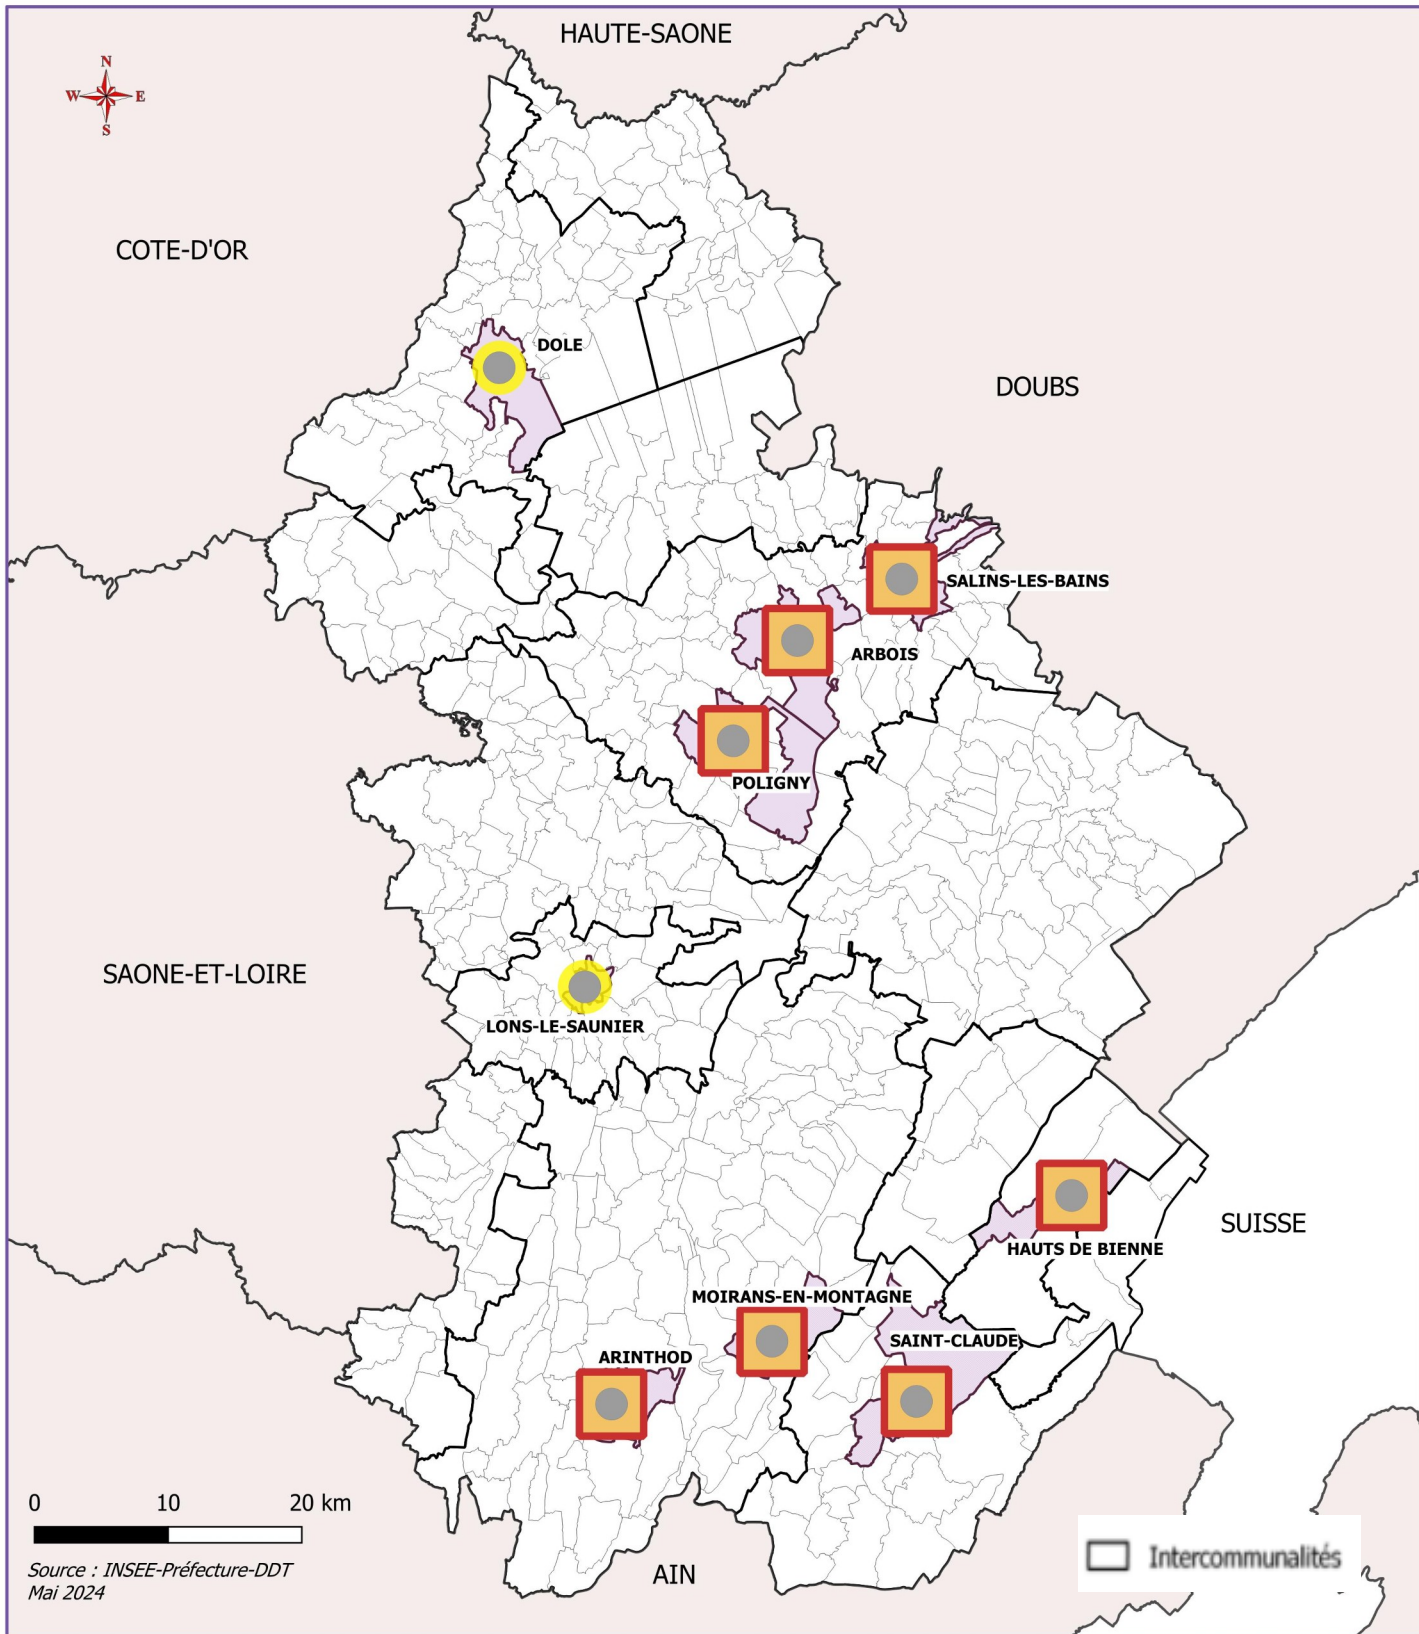 HAUTE-SAONE
N
W E
S
COTE-D'OR
DOLE
DOUBS
SALINS-LES-BAINS
ARBOIS
POLIGNY
SAONE-ET-LOIRE
LONS-LE-SAUNIER
SUISSE
HAUTS DE BIENNE
MOIRANS-EN-MONTAGNE
SAINT-CLAUDE
ARINTHOD
0 10 20 km
Source : INSEE-Préfecture-DDT
Mai 2024
AIN
Intercommunalités